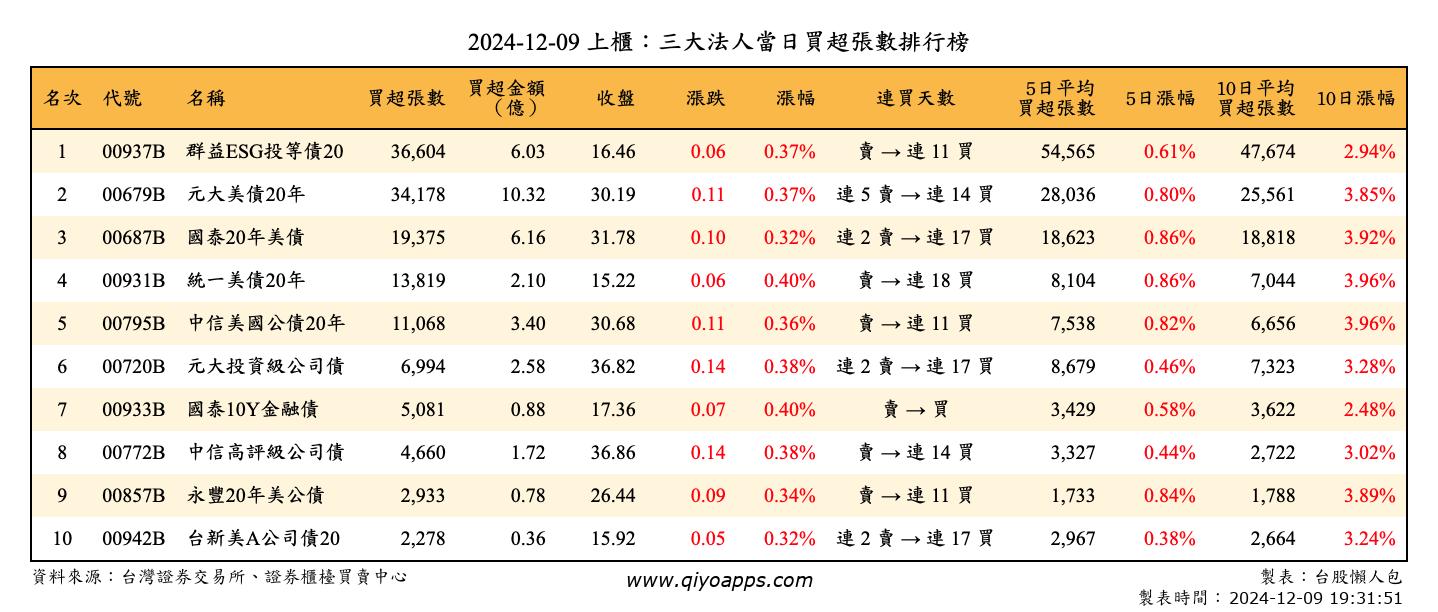 2024-12-09 上櫃：三大法人當日買超張數排行榜
名次 代號 名稱 買超張數 買超金額（億） 收盤 漲跌 漲幅 連買天數 5日平均買超張數 5日漲幅 10日平均買超張數 10日漲幅
1 00937B 群益ESG投等債20 36,604 6.03 16.46 0.06 0.37% 賣 → 連 11 買 54,565 0.61% 47,674 2.94%
2 00679B 元大美債20年 34,178 10.32 30.19 0.11 0.37% 連 5 賣 → 連 14 買 28,036 0.80% 25,561 3.85%
3 00687B 國泰20年美債 19,375 6.16 31.78 0.10 0.32% 連 2 賣 → 連 17 買 18,623 0.86% 18,818 3.92%
4 00931B 統一美債20年 13,819 2.10 15.22 0.06 0.40% 賣 → 連 18 買 8,104 0.86% 7,044 3.96%
5 00795B 中信美國公債20年 11,068 3.40 30.68 0.11 0.36% 賣 → 連 11 買 7,538 0.82% 6,656 3.96%
6 00720B 元大投資級公司債 6,994 2.58 36.82 0.14 0.38% 連 2 賣 → 連 17 買 8,679 0.46% 7,323 3.28%
7 00933B 國泰10Y金融債 5,081 0.88 17.36 0.07 0.40% 賣 → 買 3,429 0.58% 3,622 2.48%
8 00772B 中信高評級公司債 4,660 1.72 36.86 0.14 0.38% 賣 → 連 14 買 3,327 0.44% 2,722 3.02%
9 00857B 永豐20年美公債 2,933 0.78 26.44 0.09 0.34% 賣 → 連 11 買 1,733 0.84% 1,788 3.89%
10 00942B 台新美A公司債20 2,278 0.36 15.92 0.05 0.32% 連 2 賣 → 連 17 買 2,967 0.38% 2,664 3.24%
資料來源：台灣證券交易所、證券櫃檯買賣中心 www.qiyoapps.com 製表：台股懶人包
製表時間：2024-12-09 19:31:51